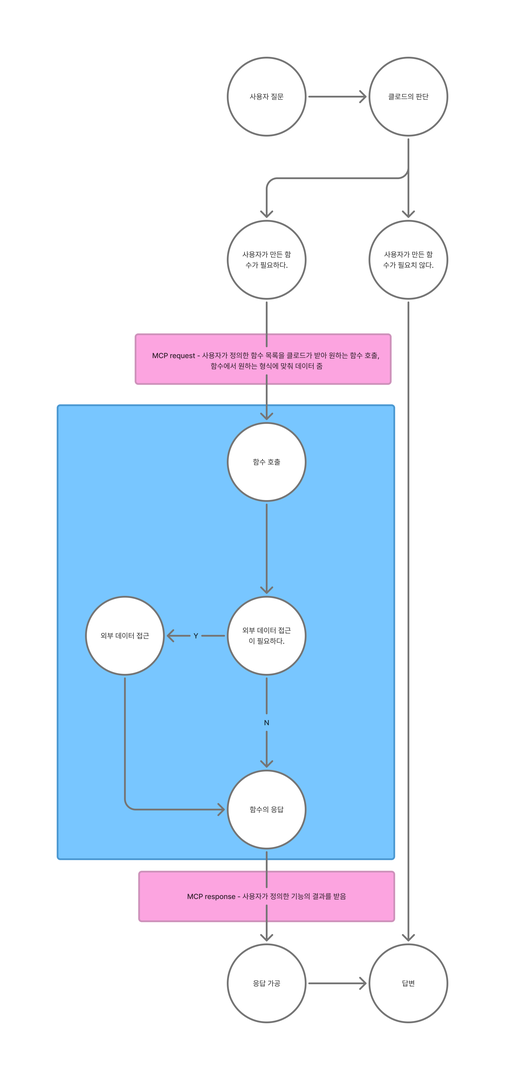 사용자 질문
클로드의 판단
사용자가 만든 함
수가 필요하다.
사용자가 만든 함
수가 필요치 않다.
MCP request - 사용자가 정의한 함수 목록을 클로드가 받아 원하는 함수 호출,
함수에서 원하는 형식에 맞춰 데이터 줌
함수 호출
외부 데이터 접근
Y
외부 데이터 접근
이 필요하다.
N
함수의 응답
MCP response - 사용자가 정의한 기능의 결과를 받음
응답 가공
답변